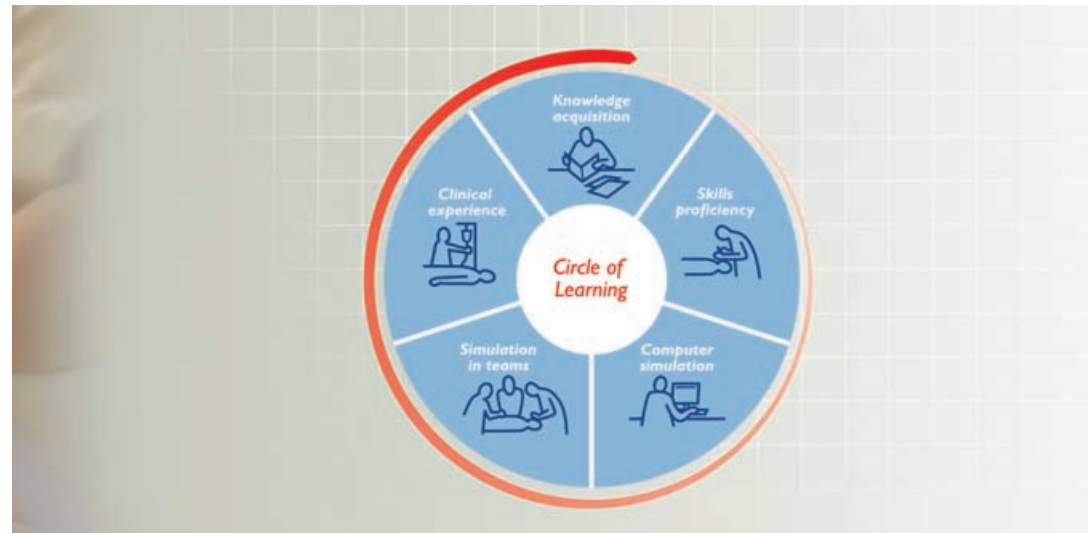 Knowledge
acquisition
Skills
proficiency
Computer
simulation
Simulation
in teams
Clinical
experience
Circle of
Learning